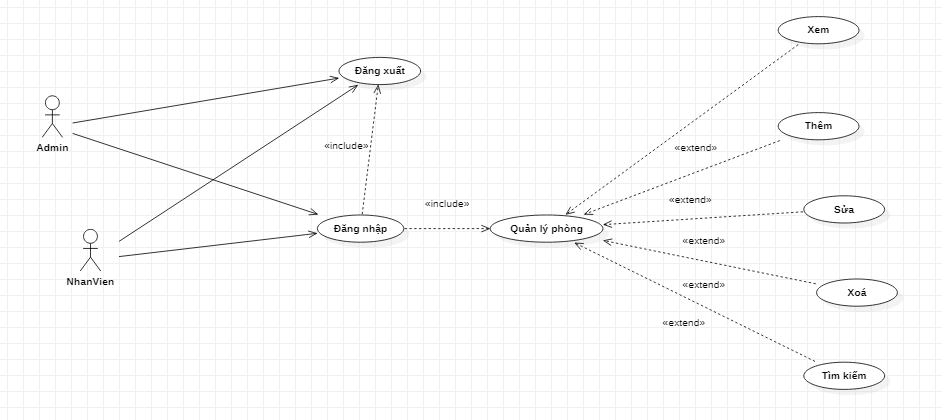 Xem
Đăng xuất
Thêm
Admin
«include»
«extend»
«extend»
«include»
Sửa
Đăng nhập
Quản lý phòng
«extend»
NhanVien
«extend»
Xoá
«extend»
Tìm kiếm